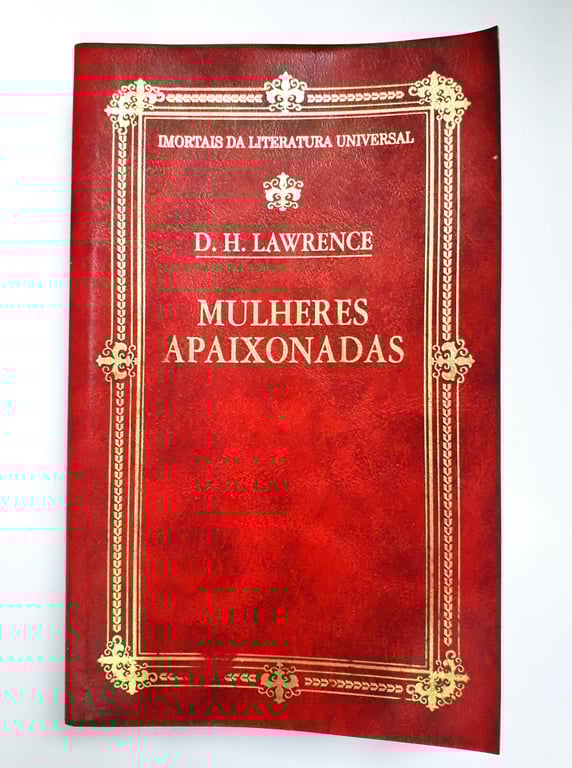 IMORTAIS DA LITERATURA UNIVERSAL
D. H. LAWRENCE
MULHERES
APAIXONADAS